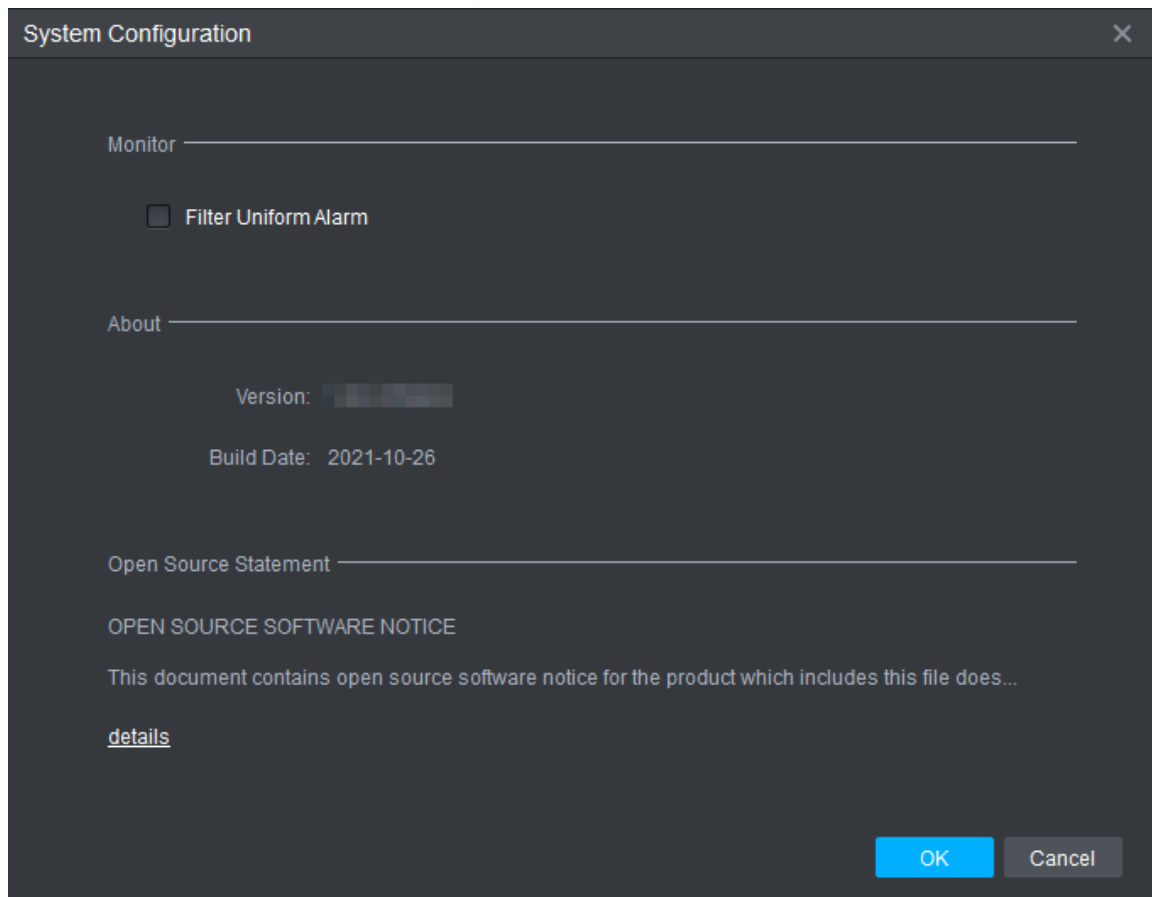 System Configuration
Monitor
Filter Uniform Alarm
About
Version:
Build Date: 2021-10-26
Open Source Statement
OPEN SOURCE SOFTWARE NOTICE
This document contains open source software notice for the product which includes this file does...
details
OK Cancel